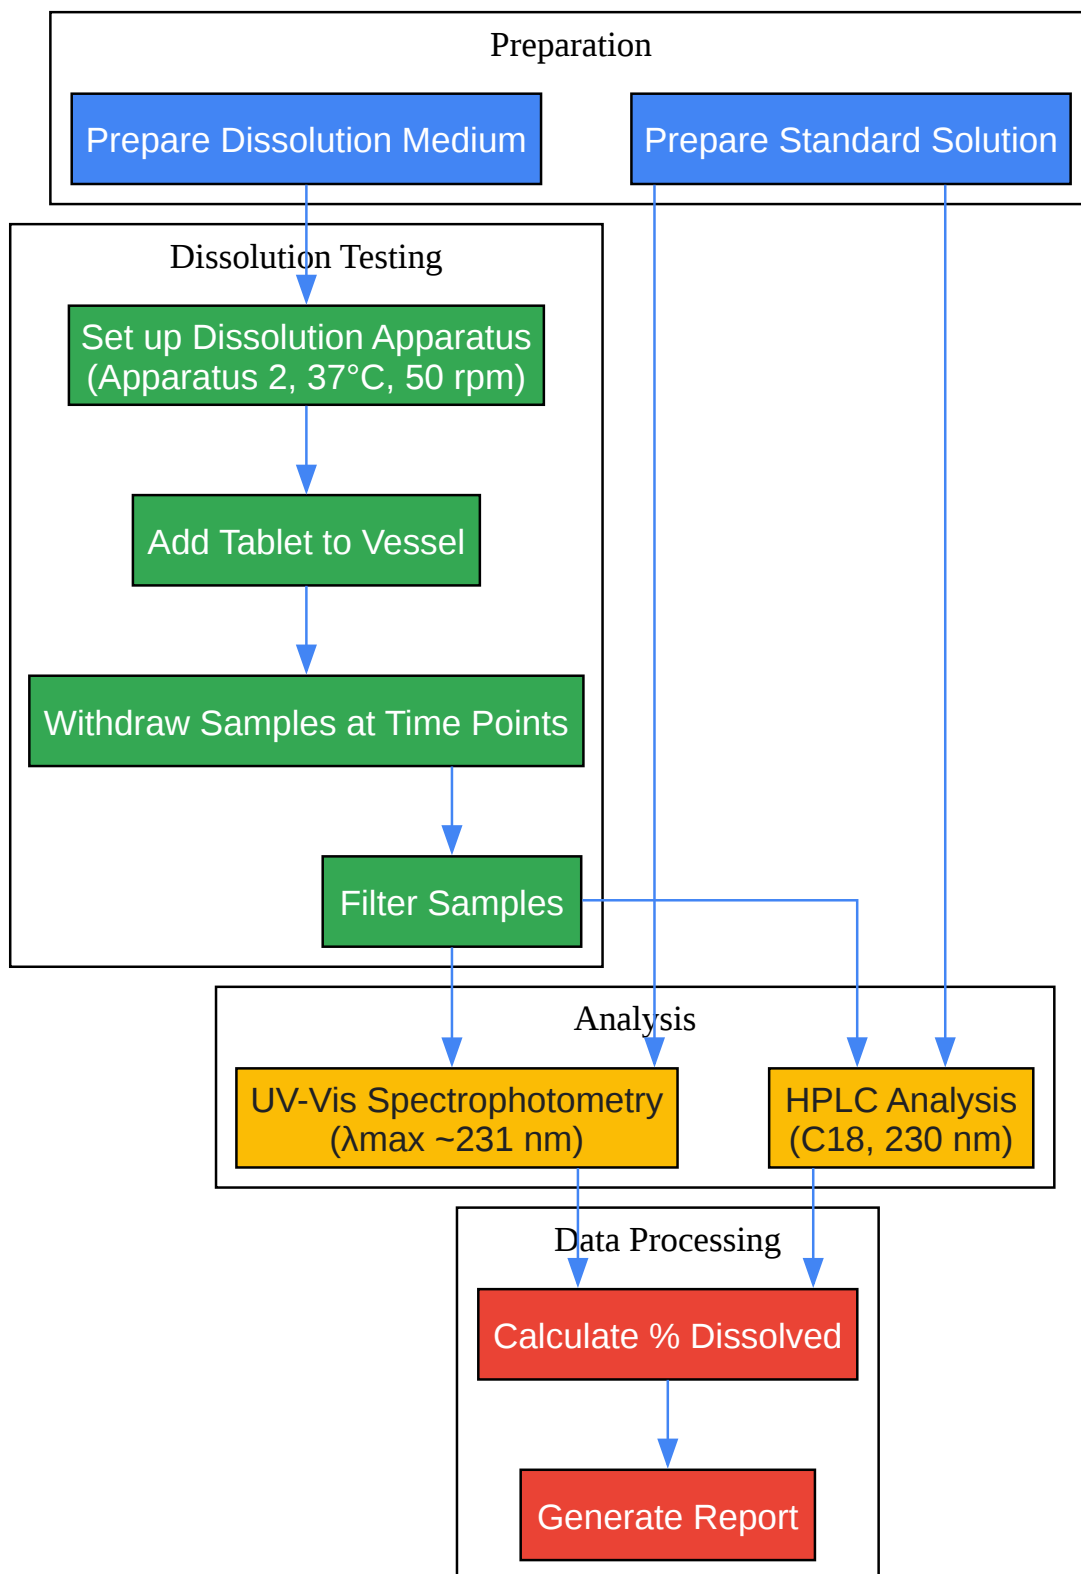 Preparation
Prepare Dissolution Medium
Prepare Standard Solution
Dissolution Testing
Set up Dissolution Apparatus
(Apparatus 2, 37°C, 50 rpm)
Add Tablet to Vessel
Withdraw Samples at Time Points
Filter Samples
Analysis
UV-Vis Spectrophotometry
(λmax ~231 nm)
HPLC Analysis
(C18, 230 nm)
Data Processing
Calculate % Dissolved
Generate Report